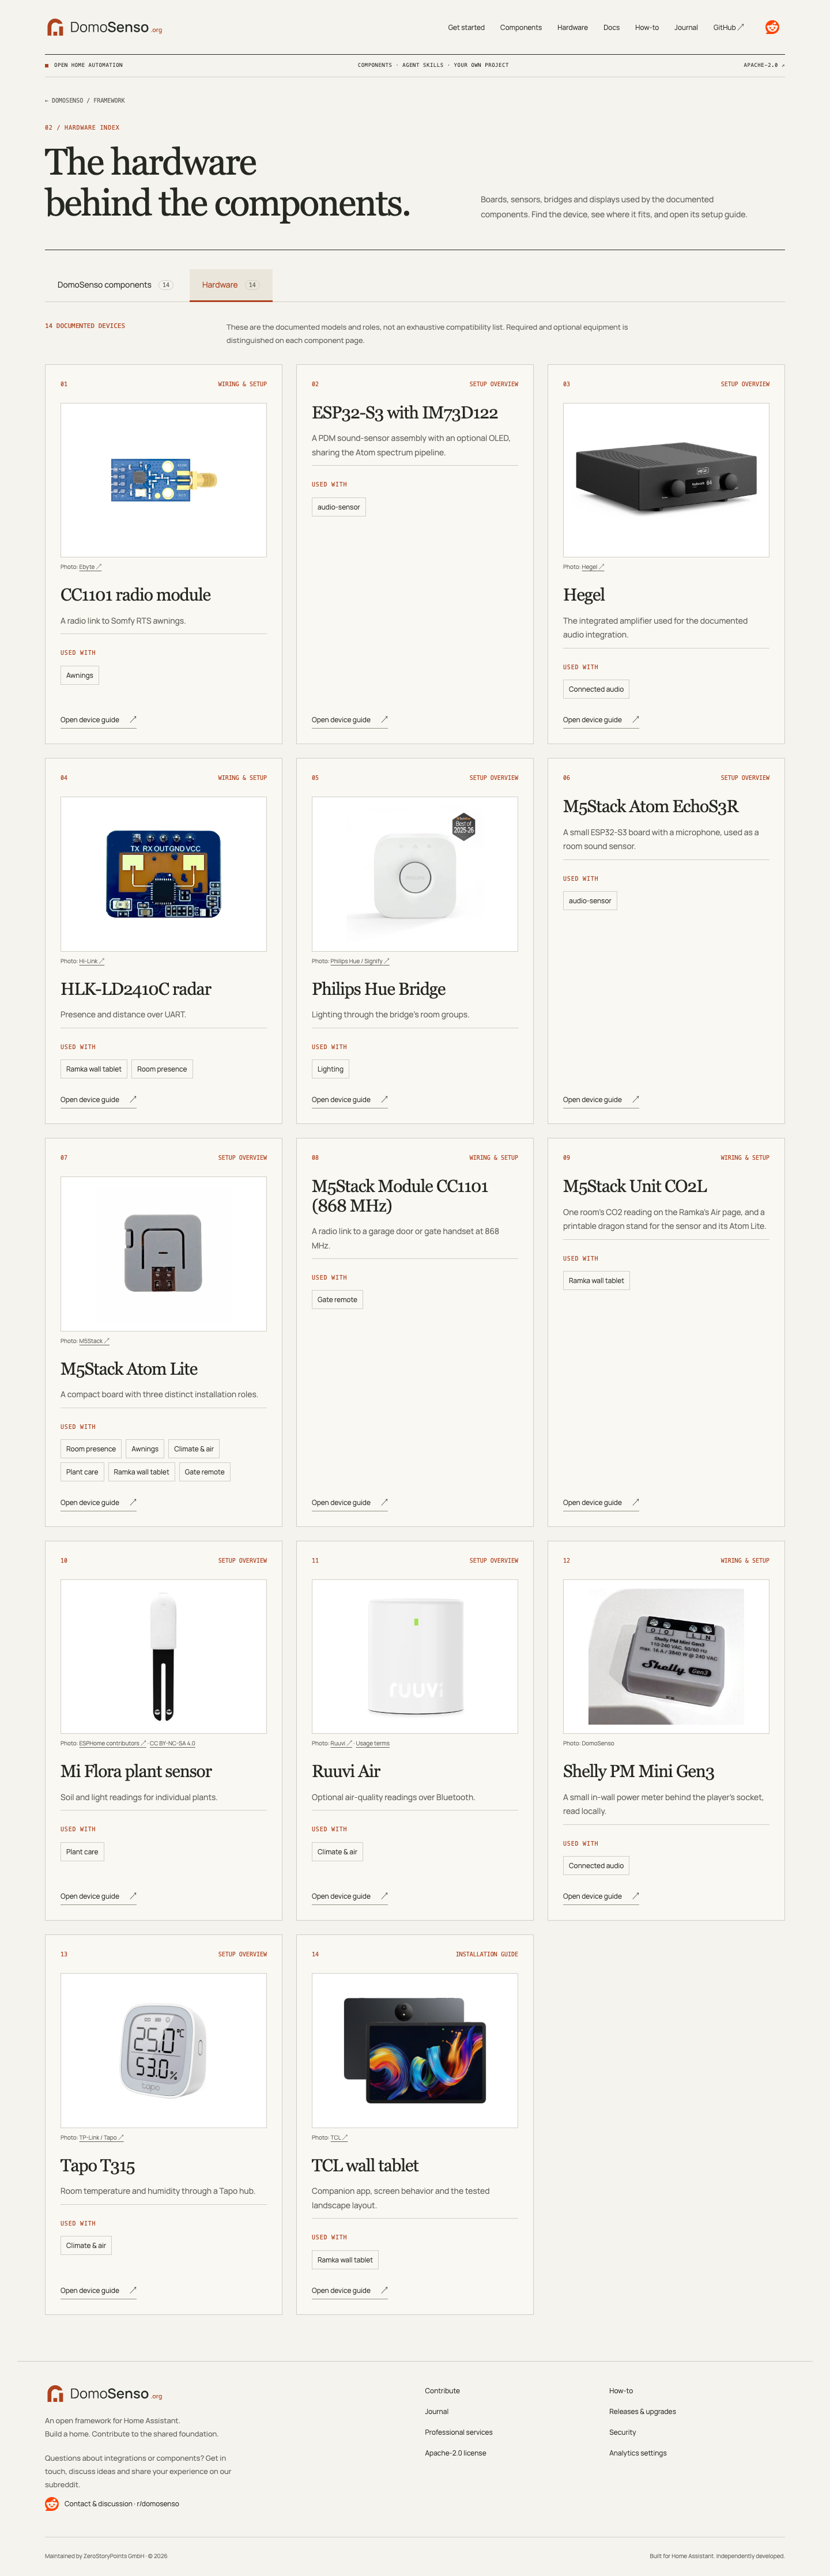 DomoSenso.org
Get started Components Hardware Docs How-to Journal GitHub ↗
OPEN HOME AUTOMATION COMPONENTS · AGENT SKILLS · YOUR OWN PROJECT APACHE-2.0 ↗
← DOMOSENSO / FRAMEWORK
02 / HARDWARE INDEX
The hardware
behind the components.
Boards, sensors, bridges and displays used by the documented
components. Find the device, see where it fits, and open its setup guide.
DomoSenso components 14 Hardware 14
14 DOCUMENTED DEVICES
These are the documented models and roles, not an exhaustive compatibility list. Required and optional equipment is
distinguished on each component page.
01 WIRING & SETUP
Photo: Ebyte ↗
CC1101 radio module
A radio link to Somfy RTS awnings.
USED WITH
Awnings
Open device guide ↗
02 SETUP OVERVIEW
ESP32-S3 with IM73D122
A PDM sound-sensor assembly with an optional OLED,
sharing the Atom spectrum pipeline.
USED WITH
audio-sensor
Open device guide ↗
03 SETUP OVERVIEW
Photo: Hegel ↗
Hegel
The integrated amplifier used for the documented
audio integration.
USED WITH
Connected audio
Open device guide ↗
04 WIRING & SETUP
TX RX OUT GND VCC
Photo: Hi-Link ↗
HLK-LD2410C radar
Presence and distance over UART.
USED WITH
Ramka wall tablet Room presence
Open device guide ↗
05 SETUP OVERVIEW
Best of
2025-26
Photo: Philips Hue / Signify ↗
Philips Hue Bridge
Lighting through the bridge's room groups.
USED WITH
Lighting
Open device guide ↗
06 SETUP OVERVIEW
M5Stack Atom EchoS3R
A small ESP32-S3 board with a microphone, used as a
room sound sensor.
USED WITH
audio-sensor
Open device guide ↗
07 SETUP OVERVIEW
Photo: M5Stack ↗
M5Stack Atom Lite
A compact board with three distinct installation roles.
USED WITH
Room presence Awnings Climate & air
Plant care Ramka wall tablet Gate remote
Open device guide ↗
08 WIRING & SETUP
M5Stack Module CC1101
(868 MHz)
A radio link to a garage door or gate handset at 868
MHz.
USED WITH
Gate remote
Open device guide ↗
09 WIRING & SETUP
M5Stack Unit CO2L
One room's CO2 reading on the Ramka's Air page, and a
printable dragon stand for the sensor and its Atom Lite.
USED WITH
Ramka wall tablet
Open device guide ↗
10 SETUP OVERVIEW
Photo: ESPHome contributors ↗ · CC BY-NC-SA 4.0
Mi Flora plant sensor
Soil and light readings for individual plants.
USED WITH
Plant care
Open device guide ↗
11 SETUP OVERVIEW
ruuvi
Photo: Ruuvi ↗ · Usage terms
Ruuvi Air
Optional air-quality readings over Bluetooth.
USED WITH
Climate & air
Open device guide ↗
12 WIRING & SETUP
O O L N
Shelly PM Mini Gen3
110-240 VAC, 50/60 Hz
max. 16 A / 3840 W @ 240 VAC
Shelly Gen3
Photo: DomoSenso
Shelly PM Mini Gen3
A small in-wall power meter behind the player's socket,
read locally.
USED WITH
Connected audio
Open device guide ↗
13 SETUP OVERVIEW
25.0°C
53.0%
tapo
Photo: TP-Link / Tapo ↗
Tapo T315
Room temperature and humidity through a Tapo hub.
USED WITH
Climate & air
Open device guide ↗
14 INSTALLATION GUIDE
Photo: TCL ↗
TCL wall tablet
Companion app, screen behavior and the tested
landscape layout.
USED WITH
Ramka wall tablet
Open device guide ↗
DomoSenso.org
An open framework for Home Assistant.
Build a home. Contribute to the shared foundation.
Questions about integrations or components? Get in
touch, discuss ideas and share your experience on our
subreddit.
Contact & discussion · r/domosenso
Contribute
Journal
Professional services
Apache-2.0 license
How-to
Releases & upgrades
Security
Analytics settings
Maintained by ZeroStoryPoints GmbH · © 2026 Built for Home Assistant. Independently developed.